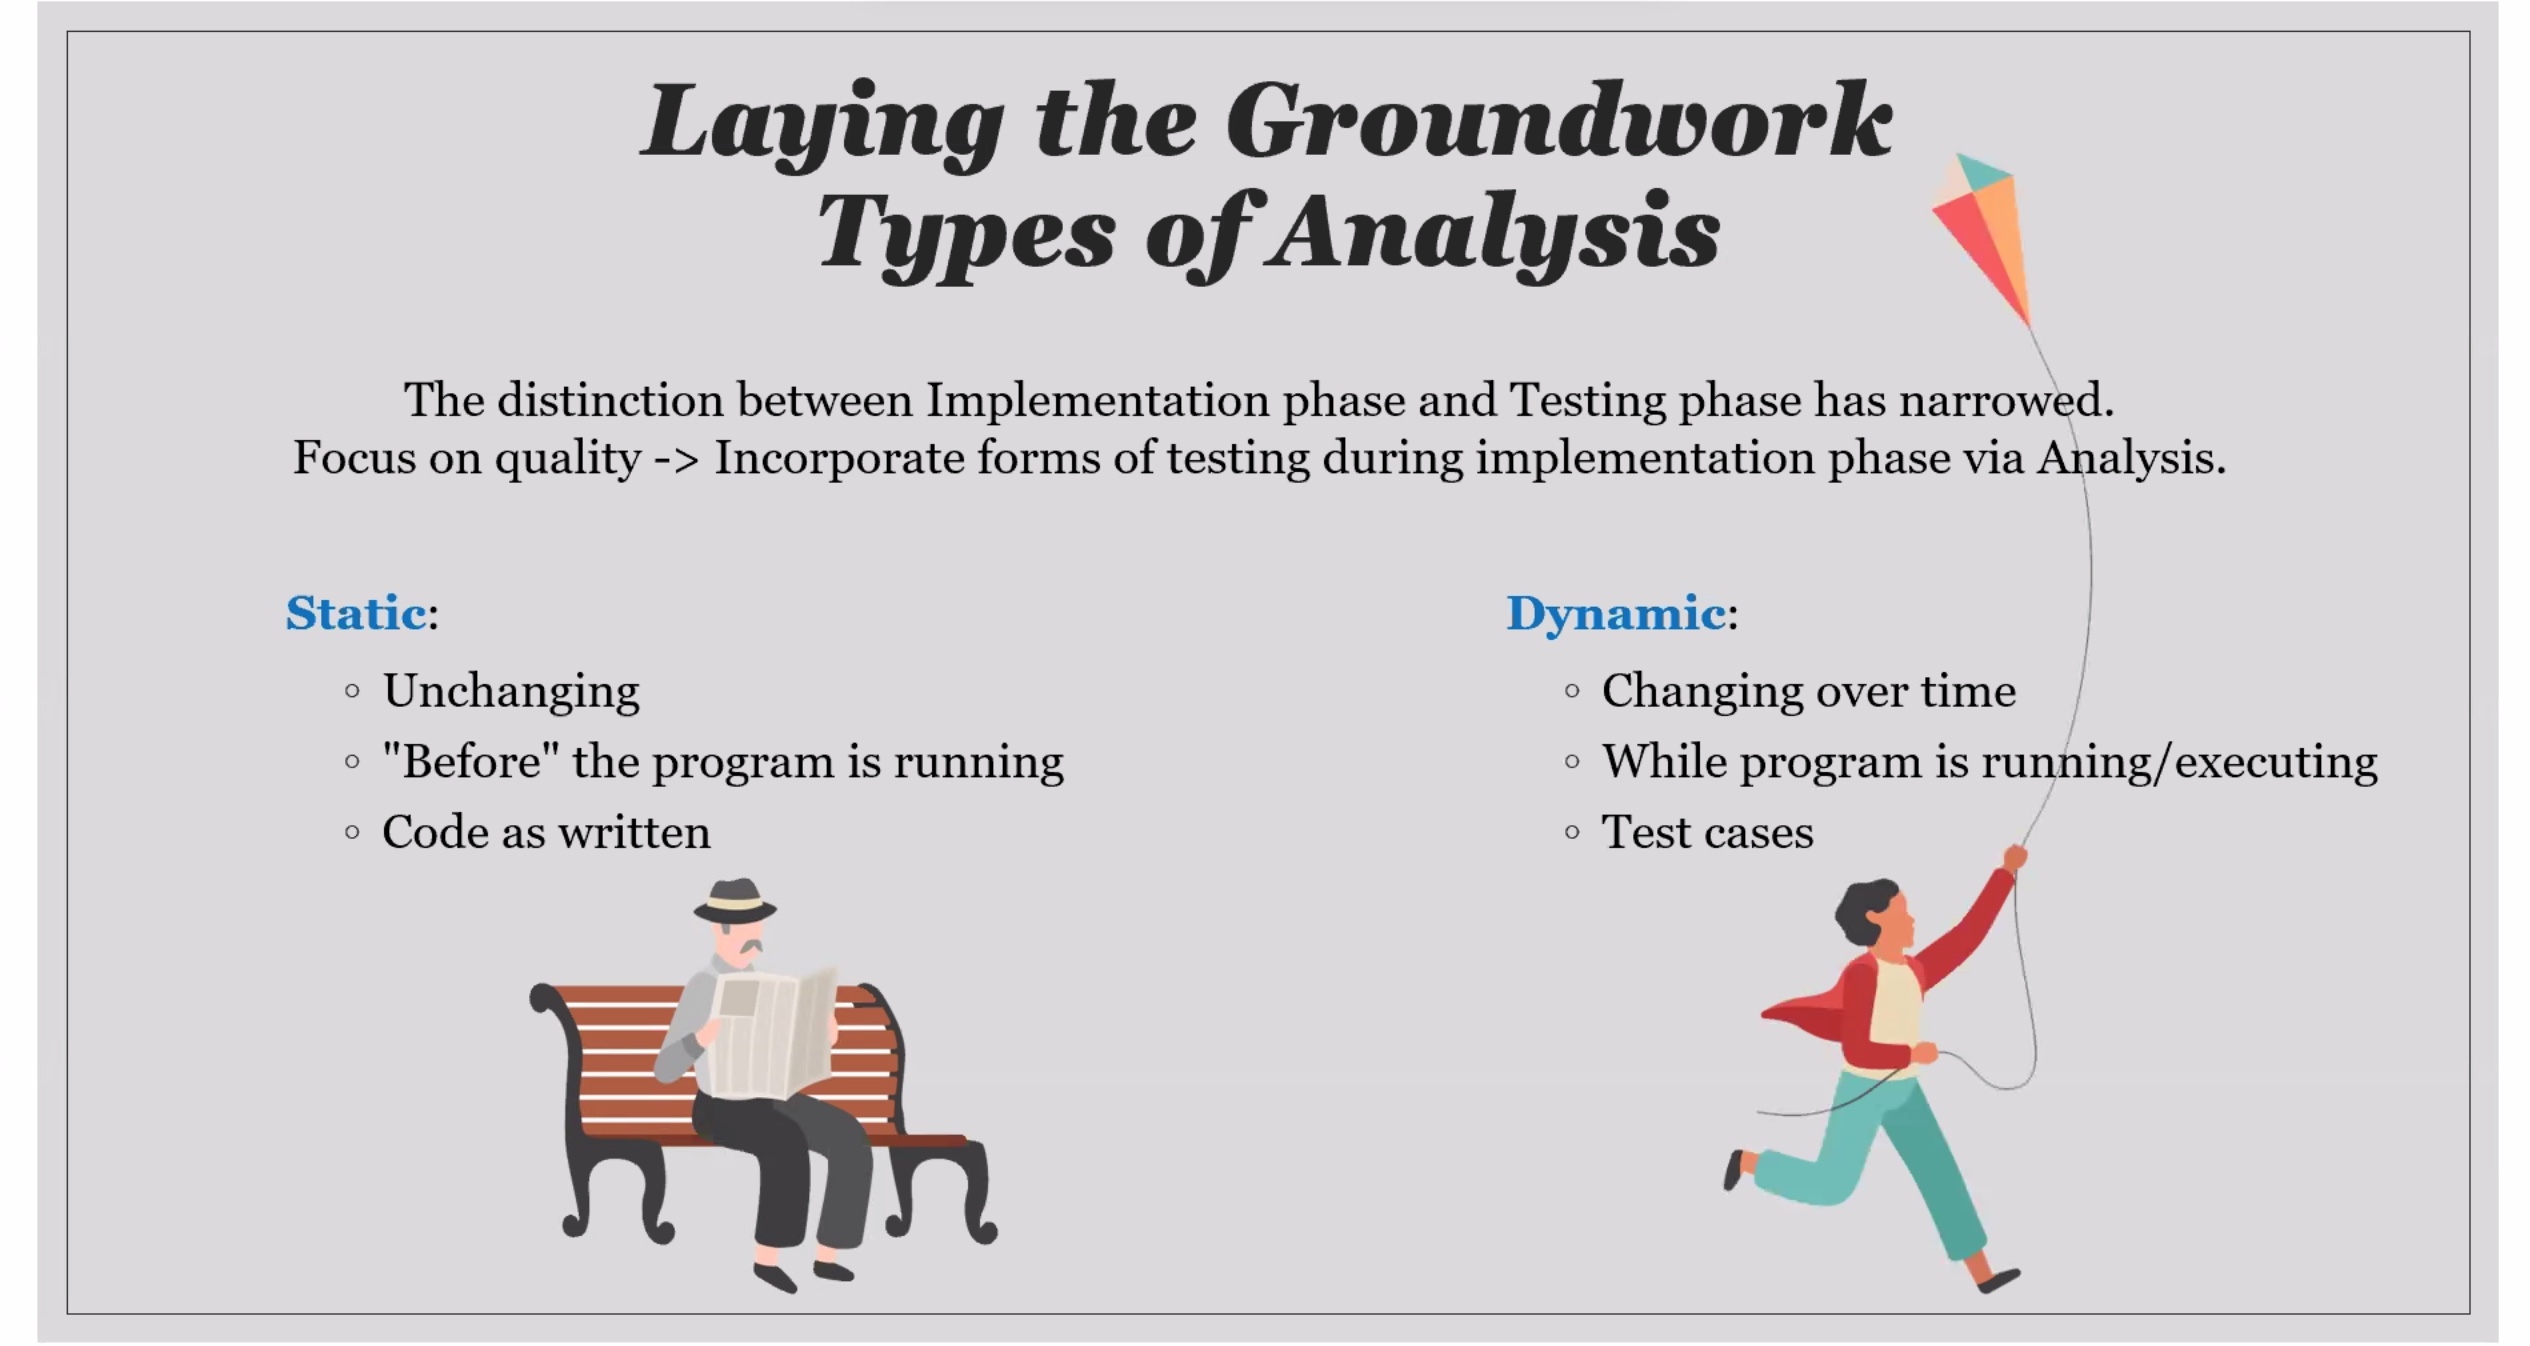 Laying the Groundwork
Types of Analysis
The distinction between Implementation phase and Testing phase has narrowed.
Focus on quality -> Incorporate forms of testing during implementation phase via Analysis.
Static:
◦ Unchanging
◦ "Before" the program is running
◦ Code as written
Dynamic:
◦ Changing over time
◦ While program is running/executing
◦ Test cases